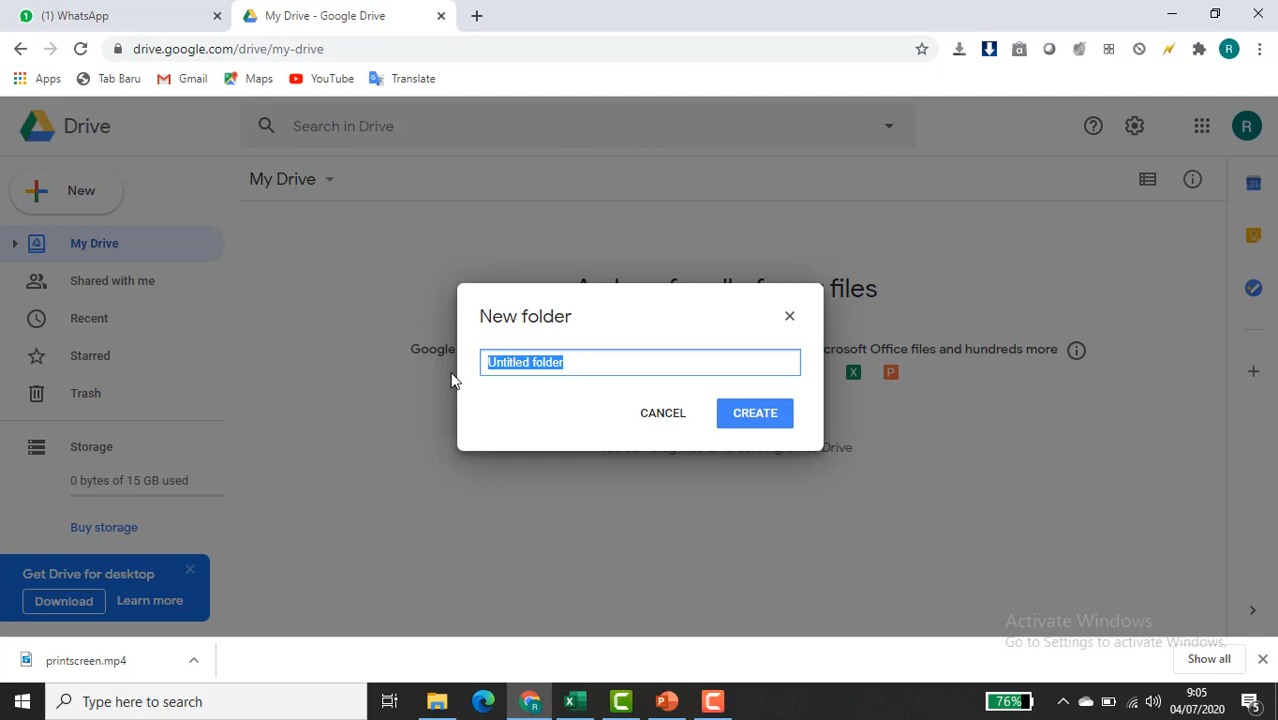 (1) WhatsApp
My Drive - Google Drive
drive.google.com/drive/my-drive
R
Apps
Tab Baru
Gmail
Maps
YouTube
Translate
Drive
Search in Drive
R
New
My Drive
My Drive
Shared with me
Recent
Starred
Trash
Storage
0 bytes of 15 GB used
Buy storage
Get Drive for desktop
Download
Learn more
files
Google
crosoft Office files and hundreds more
X
P
New folder
Untitled folder
CANCEL
CREATE
Drive
Activate Windows
Go to Settings to activate Windows.
printscreen.mp4
Show all
Type here to search
76%
9:05
04/07/2020
5